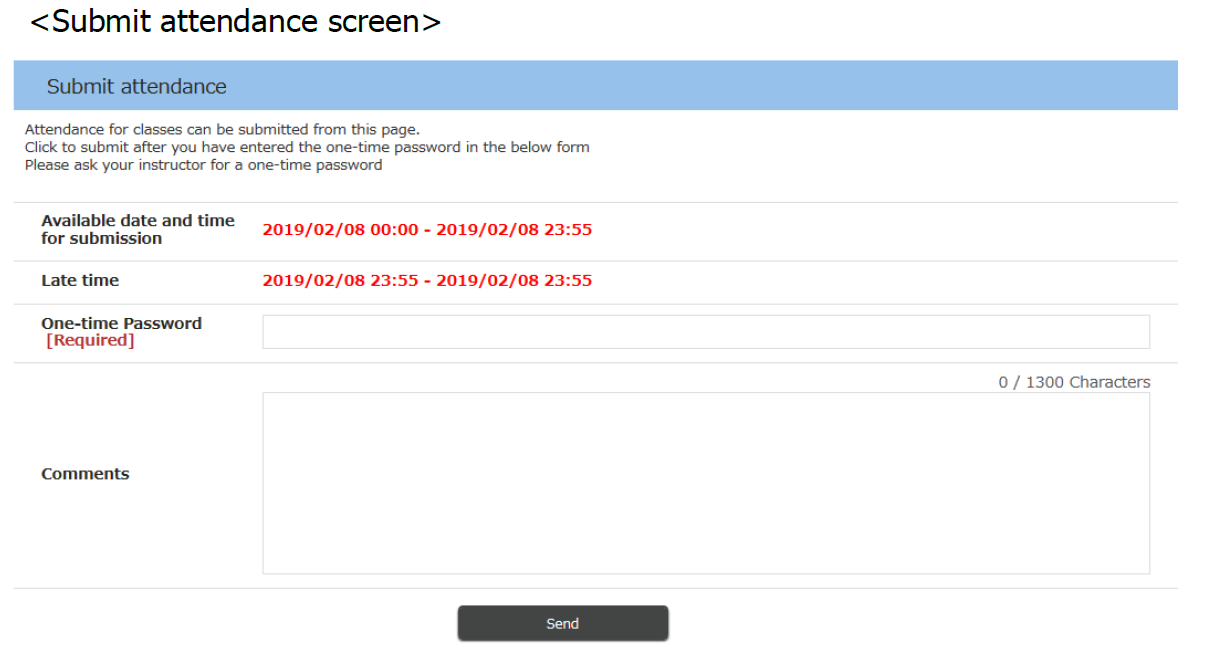 <Submit attendance screen>
Submit attendance
Attendance for classes can be submitted from this page.
Click to submit after you have entered the one-time password in the below form
Please ask your instructor for a one-time password
Available date and time
for submission
2019/02/08 00:00 - 2019/02/08 23:55
Late time
2019/02/08 23:55 - 2019/02/08 23:55
One-time Password
[Required]
0 / 1300 Characters
Comments
Send